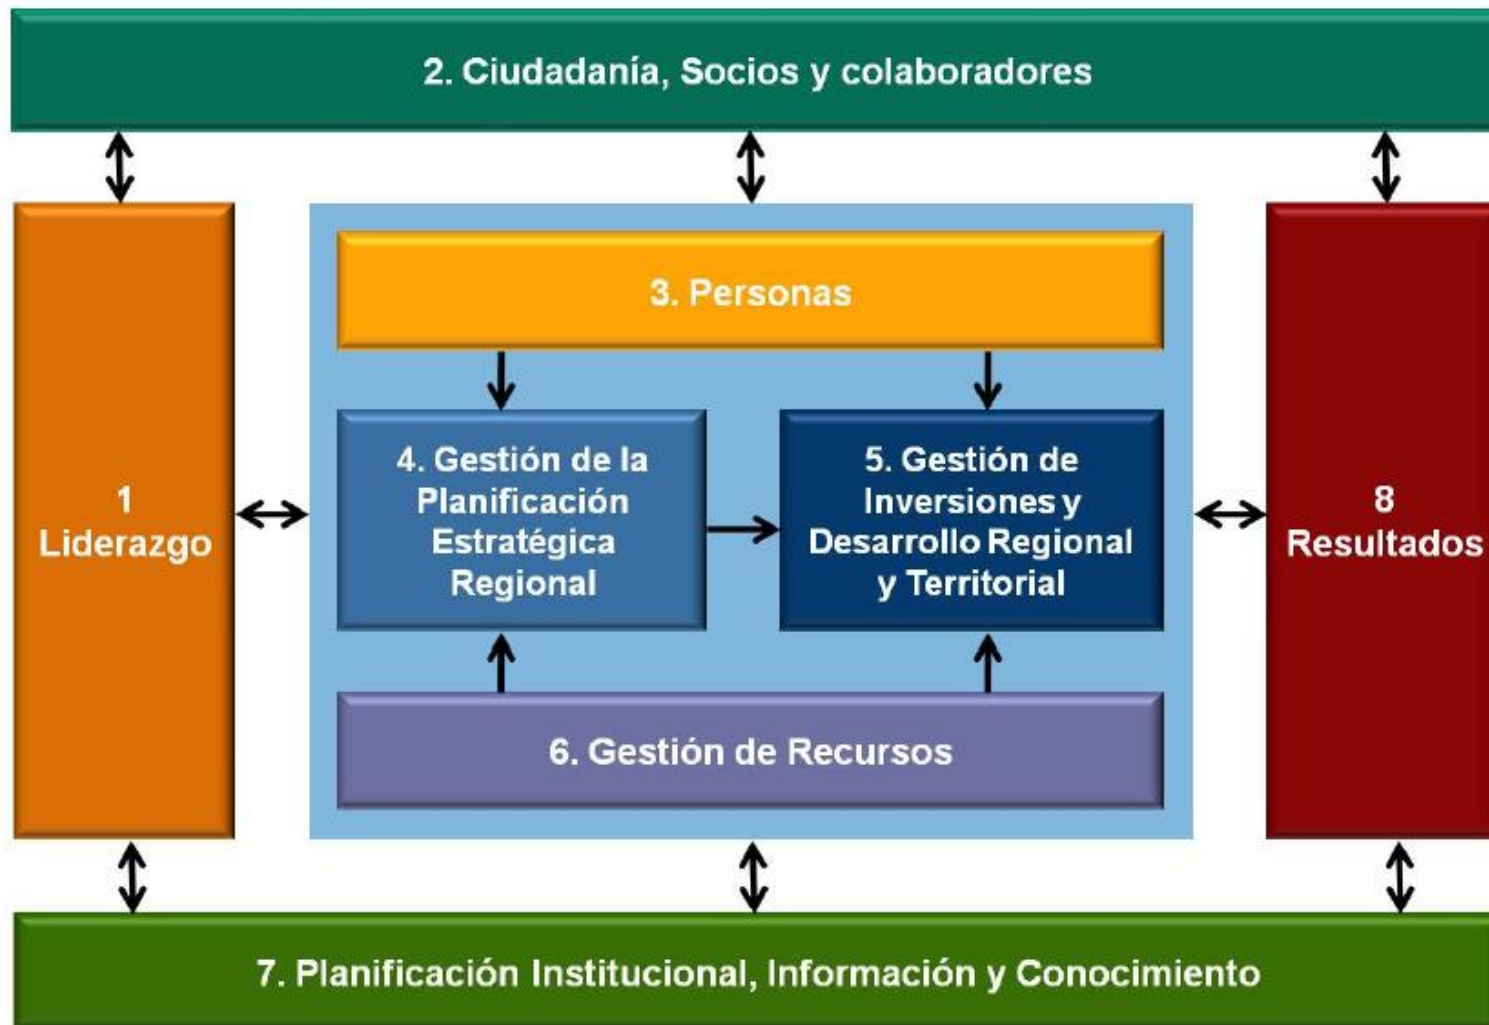 2. Ciudadanía, Socios y colaboradores
1
Liderazgo
3. Personas
4. Gestión de la
Planificación
Estratégica
Regional
5. Gestión de
Inversiones y
Desarrollo Regional
y Territorial
6. Gestión de Recursos
8
Resultados
7. Planificación Institucional, Información y Conocimiento